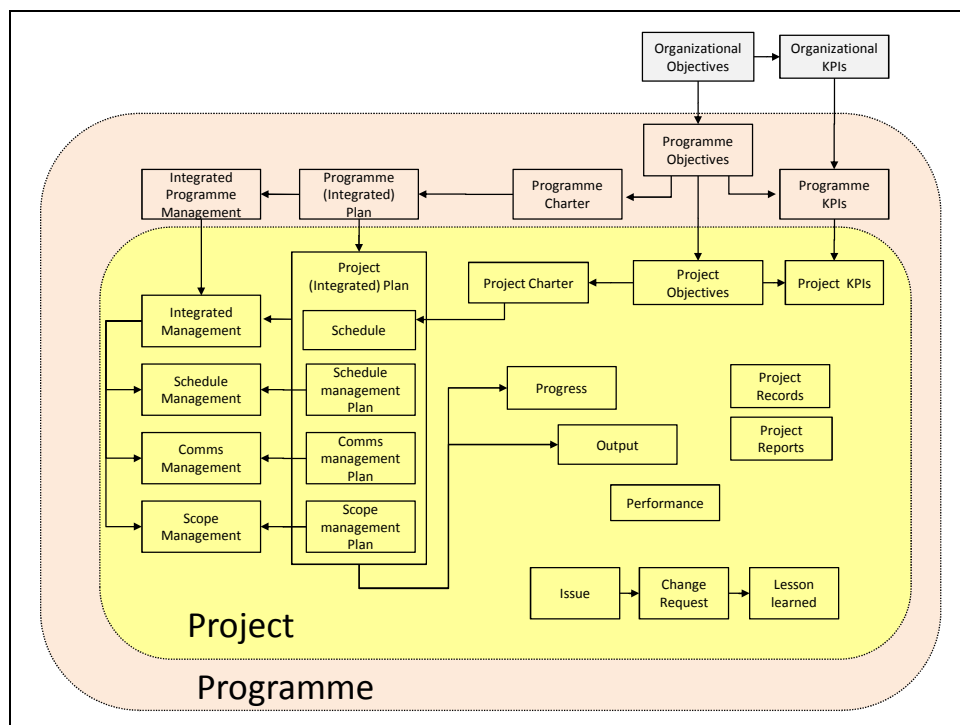 Organizational
Objectives
Organizational
KPIs
Programme
Objectives
Integrated
Programme
Management
Programme
(Integrated)
Plan
Programme
Charter
Programme
KPIs
Project
(Integrated) Plan
Project Charter
Project
Objectives
Project KPIs
Integrated
Management
Schedule
Schedule
Management
Schedule
management
Plan
Progress
Project
Records
Comms
Management
Comms
management
Plan
Output
Project
Reports
Scope
Management
Scope
management
Plan
Performance
Issue
Change
Request
Lesson
learned
Project
Programme